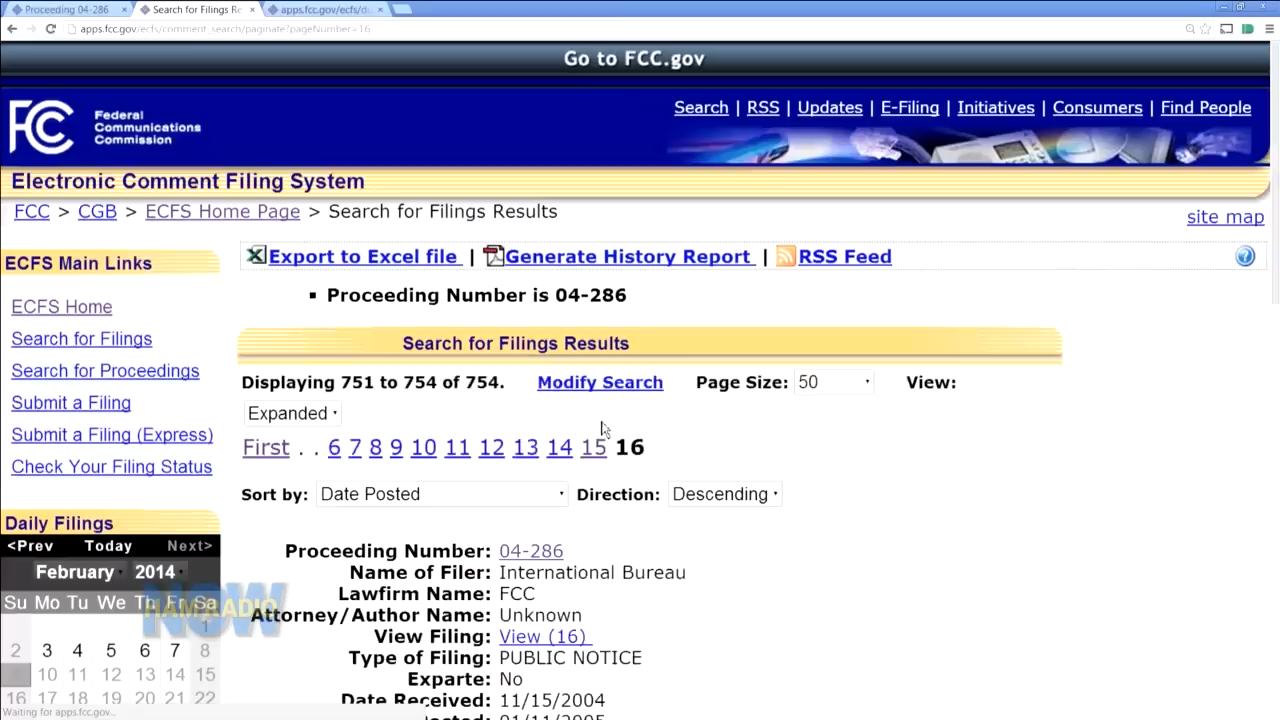 Proceeding 04-286
Search for Filings Re
apps.fcc.gov/ecfs/d
apps.fcc.gov/ecfs/comment_search/paginate?pageNumber=16
Go to FCC.gov
FCC
Federal
Communications
Commission
Search | RSS | Updates | E-Filing | Initiatives | Consumers | Find People
Electronic Comment Filing System
FCC > CGB > ECFS Home Page > Search for Filings Results
site map
ECFS Main Links
ECFS Home
Search for Filings
Search for Proceedings
Submit a Filing
Submit a Filing (Express)
Check Your Filing Status
Daily Filings
<Prev Today Next>
February 2014
Su Mo Tu We Th Fr Sa
1
2 3 4 5 6 7 8
10 11 12 13 14 15
16 17 18 19 20 21 22
HAM RADIO
NOW
Export to Excel file | Generate History Report | RSS Feed
Proceeding Number is 04-286
Search for Filings Results
Displaying 751 to 754 of 754. Modify Search Page Size: 50 View:
Expanded
First . . 6 7 8 9 10 11 12 13 14 15 16
Sort by: Date Posted Direction: Descending
Proceeding Number: 04-286
Name of Filer: International Bureau
Lawfirm Name: FCC
Attorney/Author Name: Unknown
View Filing: View (16)
Type of Filing: PUBLIC NOTICE
Exparte: No
Date Received: 11/15/2004
01/11/2005
Waiting for apps.fcc.gov...